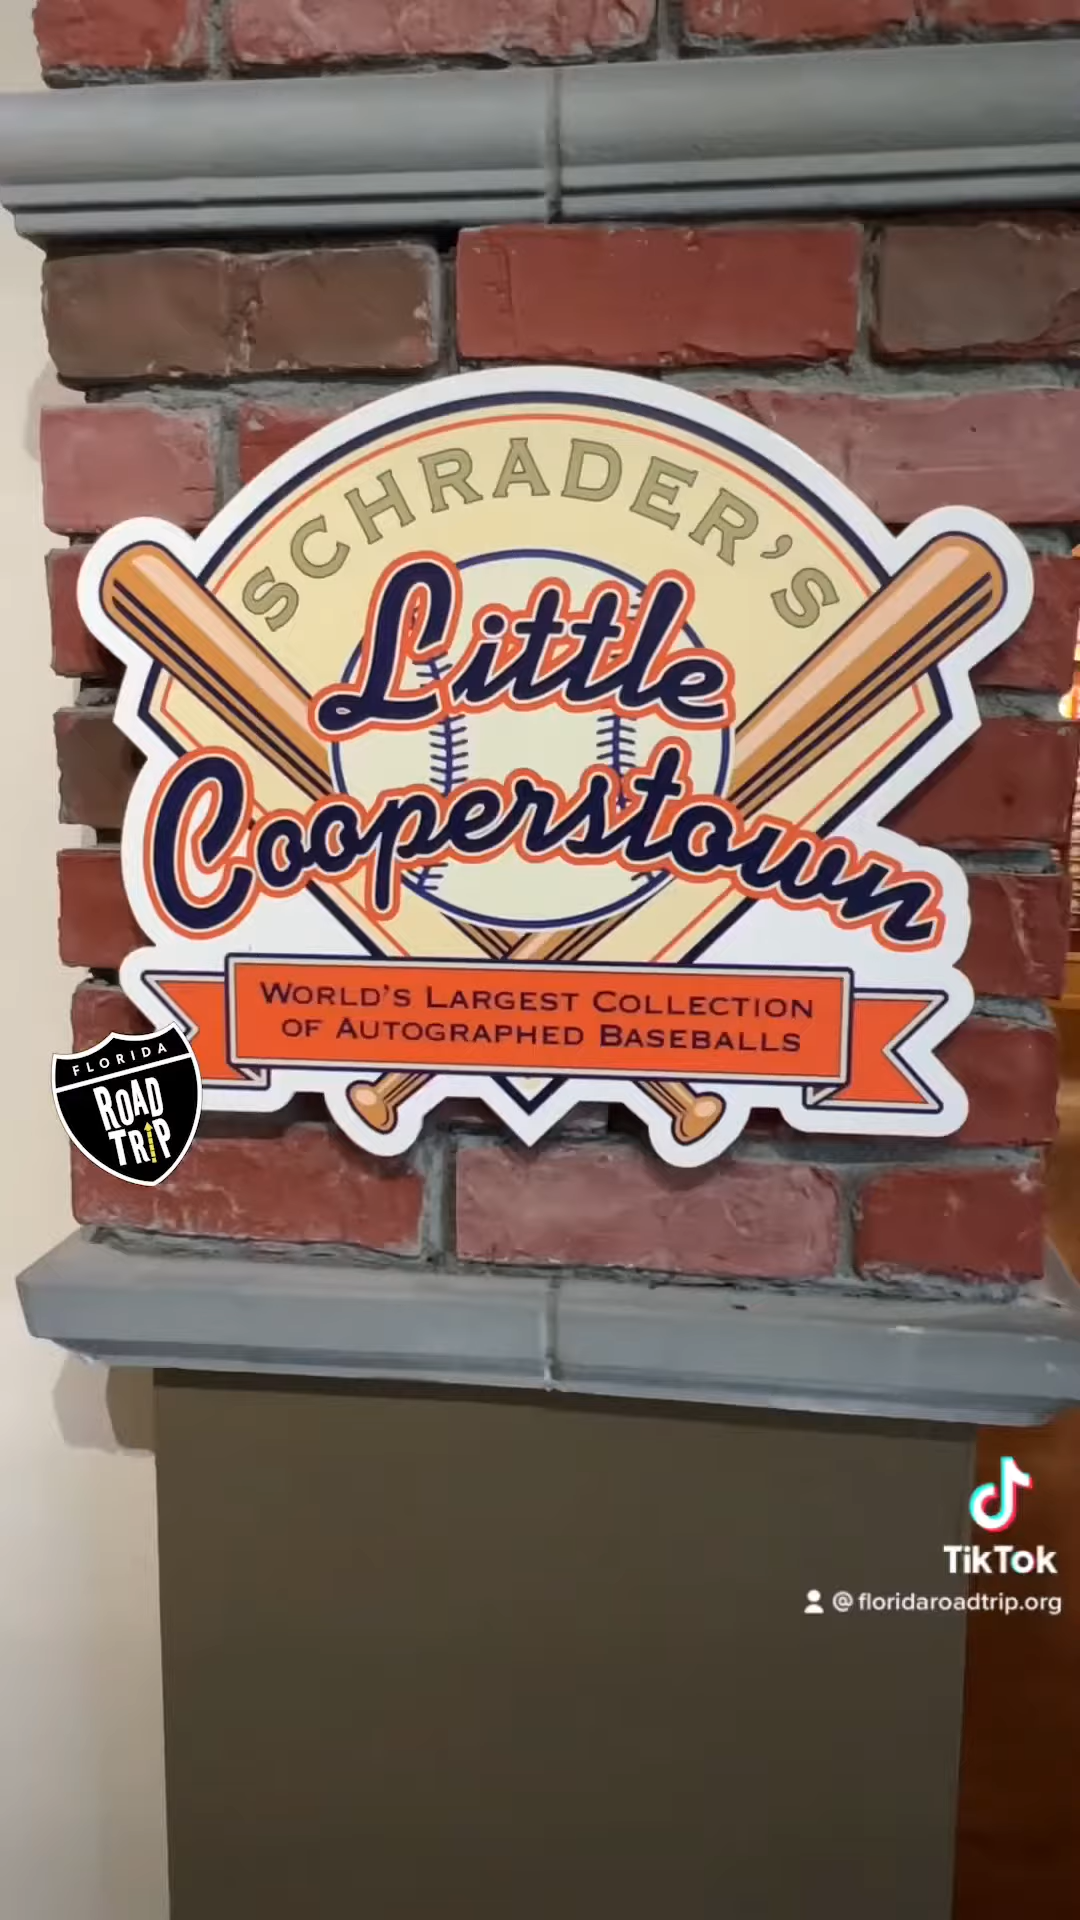 SCHRADER'S
Little
Cooperstown
WORLD'S LARGEST COLLECTION
OF AUTOGRAPHED BASEBALLS
FLORIDA
ROAD
TRIP
TikTok
@floridaroadtrip.org